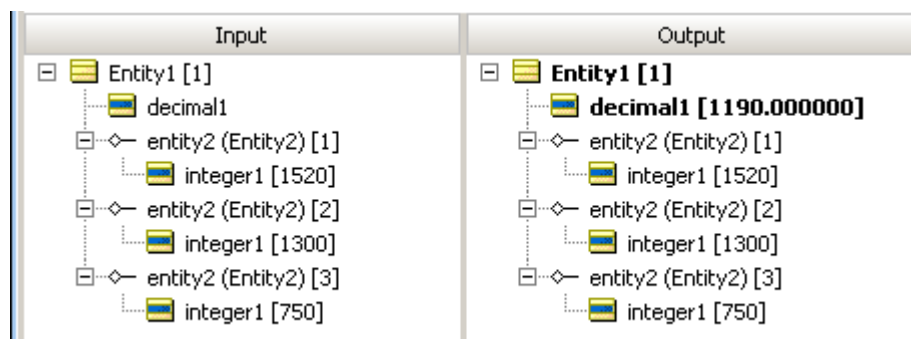 Input
Output
Entity1 [1]
decimal1
entity2 (Entity2) [1]
integer1 [1520]
entity2 (Entity2) [2]
integer1 [1300]
entity2 (Entity2) [3]
integer1 [750]
Entity1 [1]
decimal1 [1190.000000]
entity2 (Entity2) [1]
integer1 [1520]
entity2 (Entity2) [2]
integer1 [1300]
entity2 (Entity2) [3]
integer1 [750]